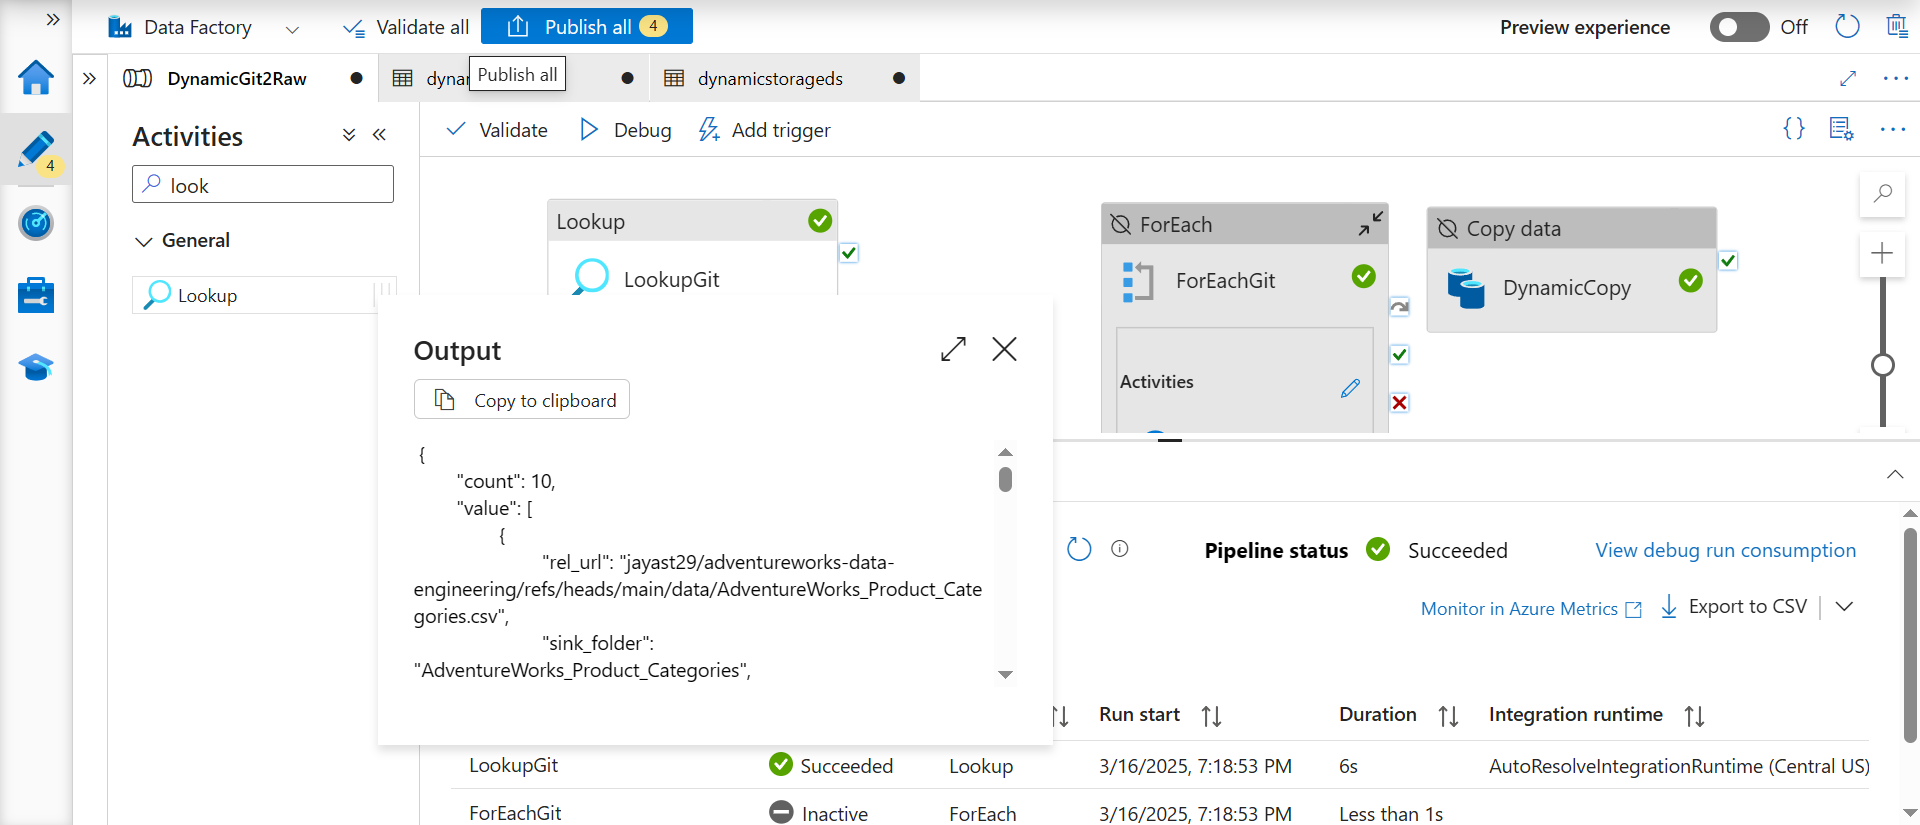 Data Factory
Validate all
Publish all 4
Preview experience
Off
Publish all
DynamicGit2Raw
dynamicstorageds
4
Activities
Validate
Debug
Add trigger
look
General
Lookup
Lookup
LookupGit
ForEach
ForEachGit
Activities
Copy data
DynamicCopy
Output
Copy to clipboard
{
"count": 10,
"value": [
{
"rel_url": "jayast29/adventureworks-data-
engineering/refs/heads/main/data/AdventureWorks_Product_Cate
gories.csv",
"sink_folder":
"AdventureWorks_Product_Categories",
Pipeline status Succeeded
View debug run consumption
Monitor in Azure Metrics
Export to CSV
Run start Duration Integration runtime
LookupGit Succeeded Lookup 3/16/2025, 7:18:53 PM 6s AutoResolveIntegrationRuntime (Central US)
ForEachGit Inactive ForEach 3/16/2025, 7:18:53 PM Less than 1s